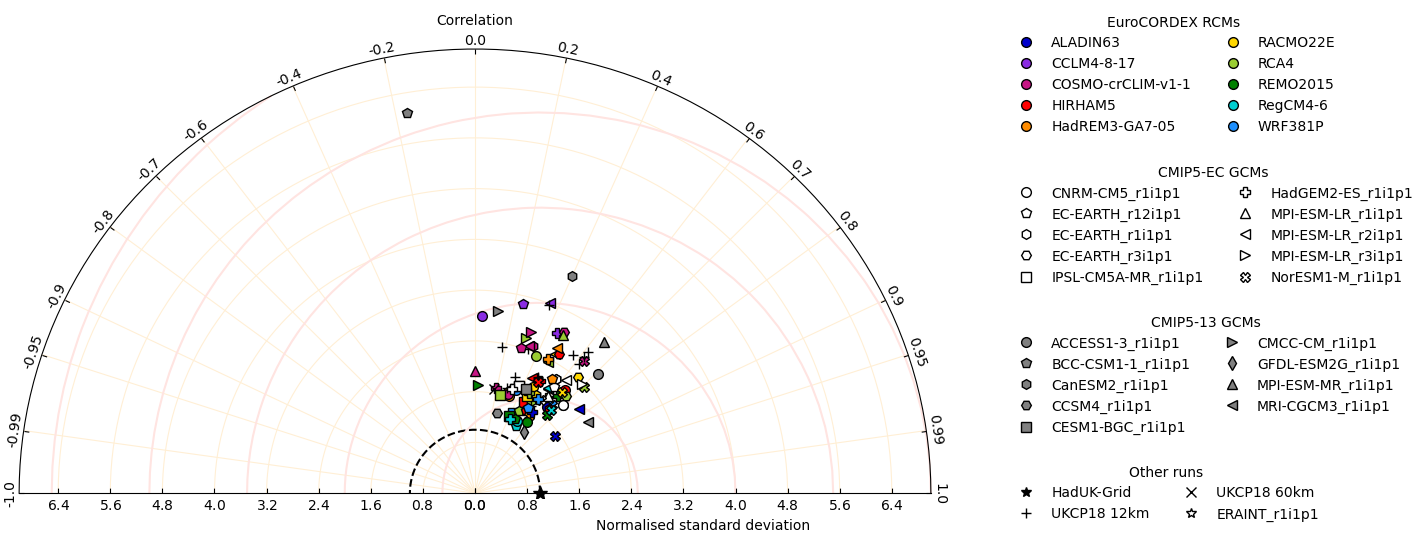 Correlation
-1.0
-0.99
-0.95
-0.9
-0.8
-0.7
-0.6
-0.4
-0.2
0.0
0.2
0.4
0.6
0.7
0.8
0.9
0.95
0.99
1.0
6.4 5.6 4.8 4.0 3.2 2.4 1.6 0.8 0.0 0.8 1.6 2.4 3.2 4.0 4.8 5.6 6.4
Normalised standard deviation
EuroCORDEX RCMs
ALADIN63
CCLM4-8-17
COSMO-crCLIM-v1-1
HIRHAM5
HadREM3-GA7-05
RACMO22E
RCA4
REMO2015
RegCM4-6
WRF381P
CMIP5-EC GCMs
CNRM-CM5_r1i1p1
EC-EARTH_r12i1p1
EC-EARTH_r1i1p1
EC-EARTH_r3i1p1
IPSL-CM5A-MR_r1i1p1
HadGEM2-ES_r1i1p1
MPI-ESM-LR_r1i1p1
MPI-ESM-LR_r2i1p1
MPI-ESM-LR_r3i1p1
NorESM1-M_r1i1p1
CMIP5-13 GCMs
ACCESS1-3_r1i1p1
BCC-CSM1-1_r1i1p1
CanESM2_r1i1p1
CCSM4_r1i1p1
CESM1-BGC_r1i1p1
CMCC-CM_r1i1p1
GFDL-ESM2G_r1i1p1
MPI-ESM-MR_r1i1p1
MRI-CGCM3_r1i1p1
Other runs
HadUK-Grid
UKCP18 12km
UKCP18 60km
ERAINT_r1i1p1